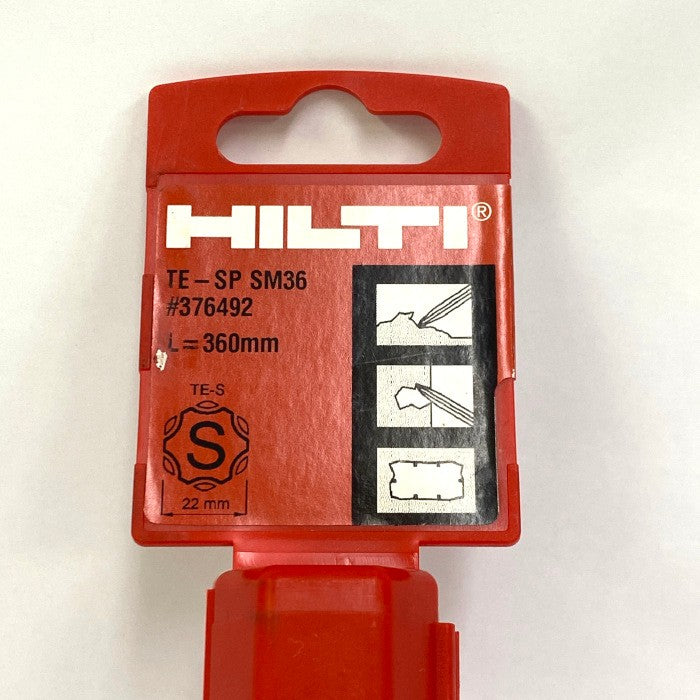 HILTI®
TE – SP SM36
#376492
L = 360mm
TE-S
S
22 mm